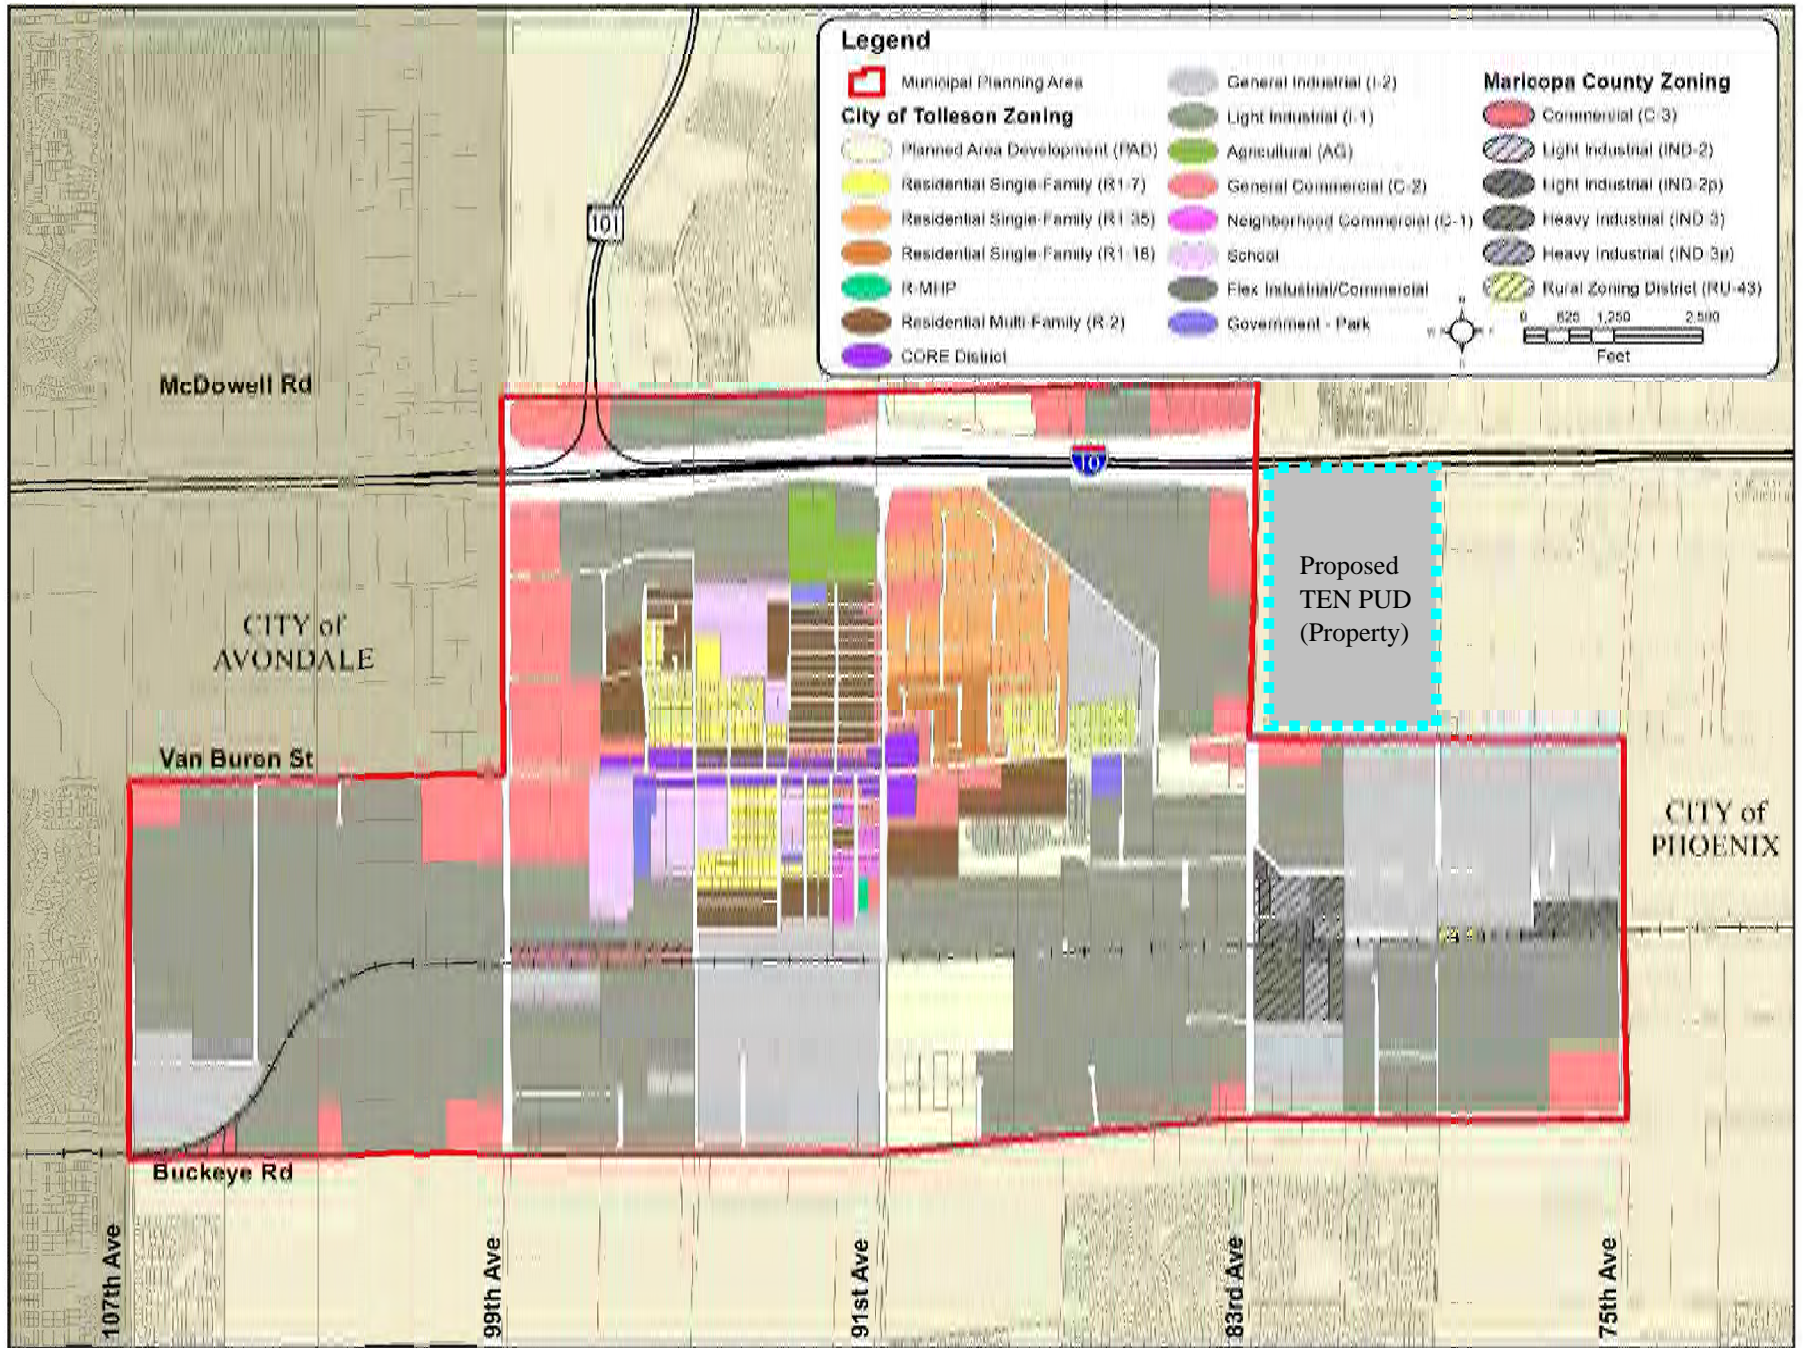 Legend
Municipal Planning Area
City of Tolleson Zoning
Planned Area Development (PAD)
Residential Single-Family (R1-7)
Residential Single-Family (R1-35)
Residential Single-Family (R1-18)
R-MHP
Residential Multi-Family (R-2)
CORE District
General Industrial (I-2)
Light Industrial (I-1)
Agricultural (AG)
General Commercial (C-2)
Neighborhood Commercial (C-1)
School
Flex Industrial/Commercial
Government - Park
Maricopa County Zoning
Commercial (C-3)
Light Industrial (IND-2)
Light Industrial (IND-2p)
Heavy Industrial (IND-3)
Heavy Industrial (IND-3p)
Rural Zoning District (RU-43)
N
W
E
S
0 625 1,250 2,500
Feet
101
McDowell Rd
10
Proposed
TEN PUD
(Property)
CITY of
AVONDALE
Van Buren St
CITY of
PHOENIX
Buckeye Rd
107th Ave
99th Ave
91st Ave
83rd Ave
75th Ave